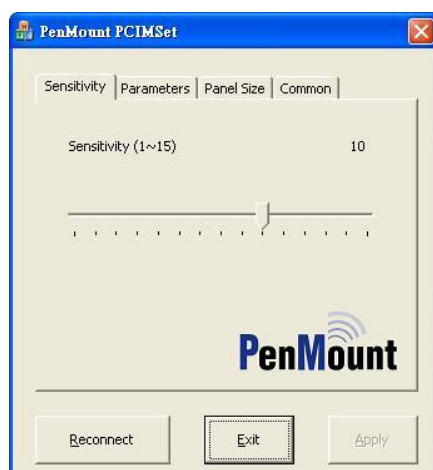 PenMount PCIMSet
Sensitivity Parameters Panel Size Common
Sensitivity (1~15) 10
PenMount
Reconnect Exit Apply